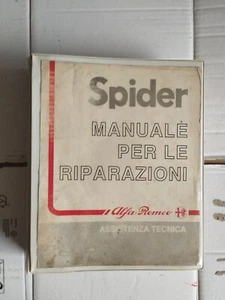 Spider
MANUALE
PER LE
RIPARAZIONI
Alfa Romeo
ASSISTENZA TECNICA